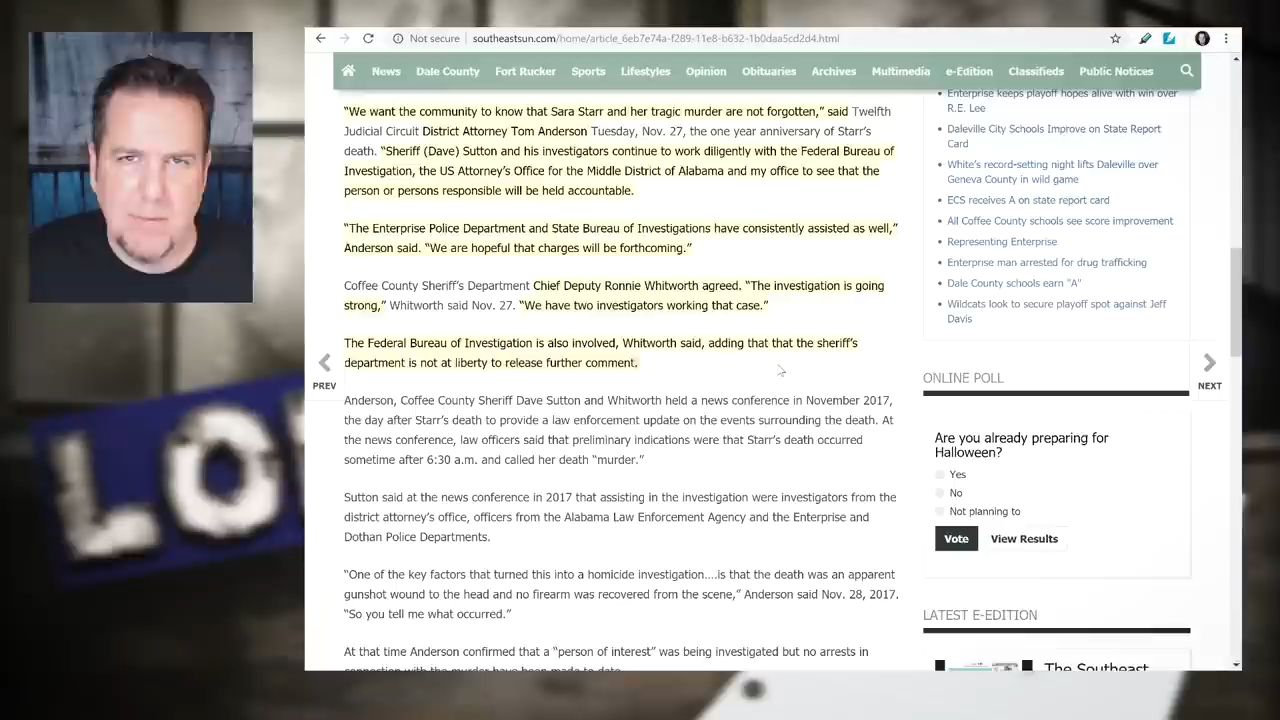 Not secure
southeastsun.com/home/article_6eb7e74a-f289-11e8-b632-1b0daa5cd2d4.html
News Dale County Fort Rucker Sports Lifestyles Opinion Obituaries Archives Multimedia e-Edition Classifieds Public Notices
“We want the community to know that Sara Starr and her tragic murder are not forgotten,” said Twelfth
Judicial Circuit District Attorney Tom Anderson Tuesday, Nov. 27, the one year anniversary of Starr’s
death. “Sheriff (Dave) Sutton and his investigators continue to work diligently with the Federal Bureau of
Investigation, the US Attorney’s Office for the Middle District of Alabama and my office to see that the
person or persons responsible will be held accountable.
“The Enterprise Police Department and State Bureau of Investigations have consistently assisted as well,”
Anderson said. “We are hopeful that charges will be forthcoming.”
Coffee County Sheriff’s Department Chief Deputy Ronnie Whitworth agreed. “The investigation is going
strong,” Whitworth said Nov. 27. “We have two investigators working that case.”
The Federal Bureau of Investigation is also involved, Whitworth said, adding that that the sheriff’s
department is not at liberty to release further comment.
Anderson, Coffee County Sheriff Dave Sutton and Whitworth held a news conference in November 2017,
the day after Starr’s death to provide a law enforcement update on the events surrounding the death. At
the news conference, law officers said that preliminary indications were that Starr’s death occurred
sometime after 6:30 a.m. and called her death “murder.”
Sutton said at the news conference in 2017 that assisting in the investigation were investigators from the
district attorney’s office, officers from the Alabama Law Enforcement Agency and the Enterprise and
Dothan Police Departments.
“One of the key factors that turned this into a homicide investigation….is that the death was an apparent
gunshot wound to the head and no firearm was recovered from the scene,” Anderson said Nov. 28, 2017.
“So you tell me what occurred.”
At that time Anderson confirmed that a “person of interest” was being investigated but no arrests in
connection with the murder have been made to date.
PREV
NEXT
Enterprise keeps playoff hopes alive with win over
R.E. Lee
Daleville City Schools Improve on State Report
Card
White’s record-setting night lifts Daleville over
Geneva County in wild game
ECS receives A on state report card
All Coffee County schools see score improvement
Representing Enterprise
Enterprise man arrested for drug trafficking
Dale County schools earn "A"
Wildcats look to secure playoff spot against Jeff
Davis
ONLINE POLL
Are you already preparing for
Halloween?
Yes
No
Not planning to
Vote View Results
LATEST E-EDITION
The Southeast
LO